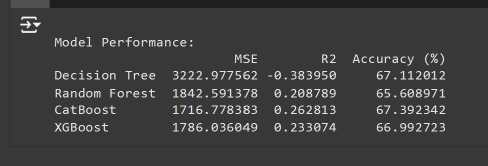 Model Performance:
MSE R2 Accuracy (%)
Decision Tree 3222.977562 -0.383950 67.112012
Random Forest 1842.591378 0.208789 65.608971
CatBoost 1716.778383 0.262813 67.392342
XGBoost 1786.036049 0.233074 66.992723